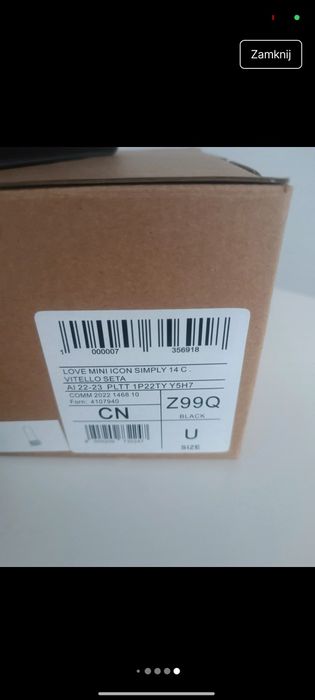 Zamknij
1 000007 356918
LOVE MINI ICON SIMPLY 14 C .
VITELLO SETA
AI 22-23 PLTT 1P22TY Y5H7
COMM 2022 1468.10
Forn: 4107940
CN
Z99Q
BLACK
U
SIZE